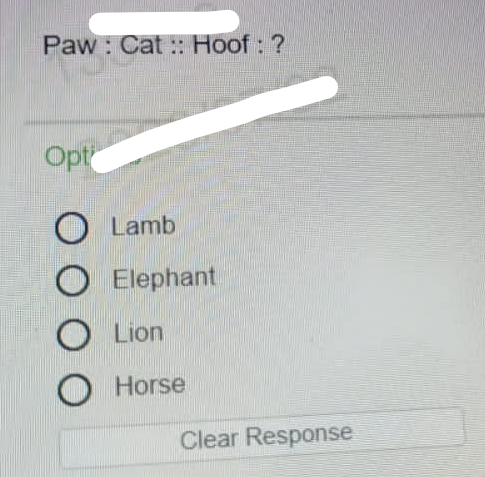 Paw : Cat :: Hoof : ?
Lamb
Elephant
Lion
Horse
Clear Response